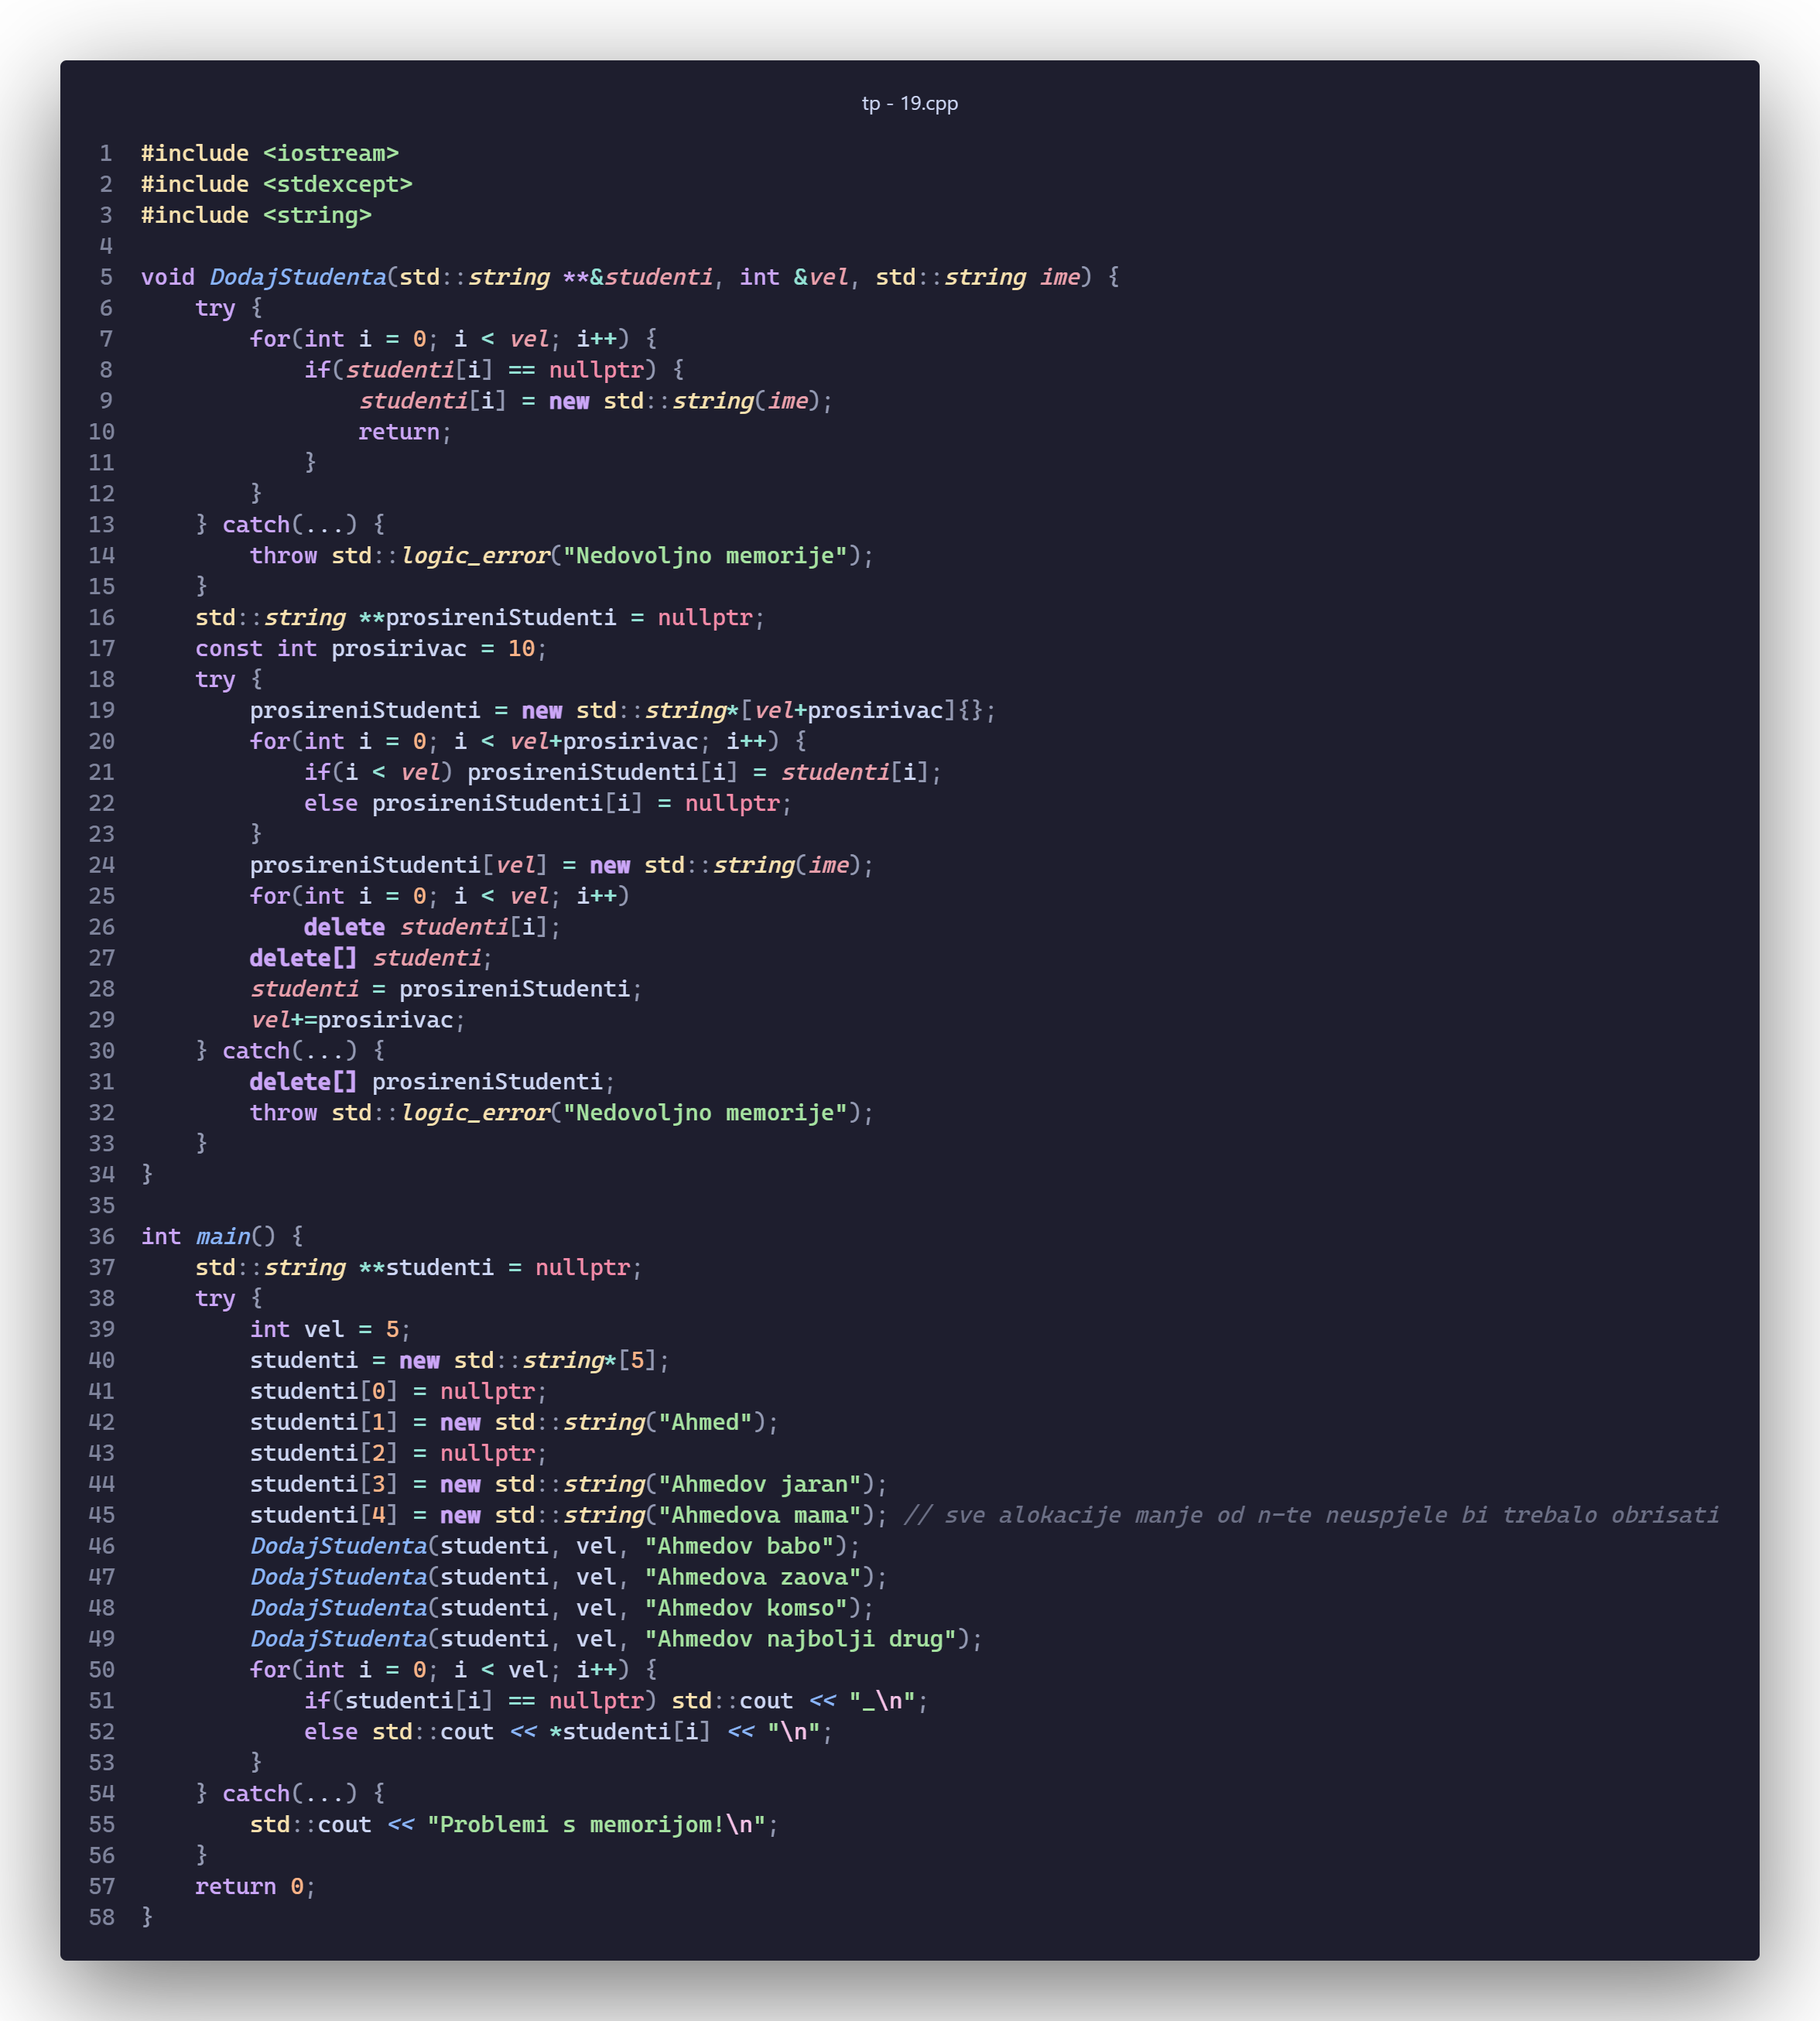 tp - 19.cpp
1 #include <iostream>
2 #include <stdexcept>
3 #include <string>
4
5 void DodajStudenta(std::string **&studenti, int &vel, std::string ime) {
6     try {
7         for(int i = 0; i < vel; i++) {
8             if(studenti[i] == nullptr) {
9                 studenti[i] = new std::string(ime);
10                 return;
11             }
12         }
13     } catch(...) {
14         throw std::logic_error("Nedovoljno memorije");
15     }
16     std::string **prosireniStudenti = nullptr;
17     const int prosirivac = 10;
18     try {
19         prosireniStudenti = new std::string*[vel+prosirivac]{};
20         for(int i = 0; i < vel+prosirivac; i++) {
21             if(i < vel) prosireniStudenti[i] = studenti[i];
22             else prosireniStudenti[i] = nullptr;
23         }
24         prosireniStudenti[vel] = new std::string(ime);
25         for(int i = 0; i < vel; i++)
26             delete studenti[i];
27         delete[] studenti;
28         studenti = prosireniStudenti;
29         vel+=prosirivac;
30     } catch(...) {
31         delete[] prosireniStudenti;
32         throw std::logic_error("Nedovoljno memorije");
33     }
34 }
35
36 int main() {
37     std::string **studenti = nullptr;
38     try {
39         int vel = 5;
40         studenti = new std::string*[5];
41         studenti[0] = nullptr;
42         studenti[1] = new std::string("Ahmed");
43         studenti[2] = nullptr;
44         studenti[3] = new std::string("Ahmedov jaran");
45         studenti[4] = new std::string("Ahmedova mama"); // sve alokacije manje od n-te neuspjele bi trebalo obrisati
46         DodajStudenta(studenti, vel, "Ahmedov babo");
47         DodajStudenta(studenti, vel, "Ahmedova zaova");
48         DodajStudenta(studenti, vel, "Ahmedov komso");
49         DodajStudenta(studenti, vel, "Ahmedov najbolji drug");
50         for(int i = 0; i < vel; i++) {
51             if(studenti[i] == nullptr) std::cout << "_\n";
52             else std::cout << *studenti[i] << "\n";
53         }
54     } catch(...) {
55         std::cout << "Problemi s memorijom!\n";
56     }
57     return 0;
58 }